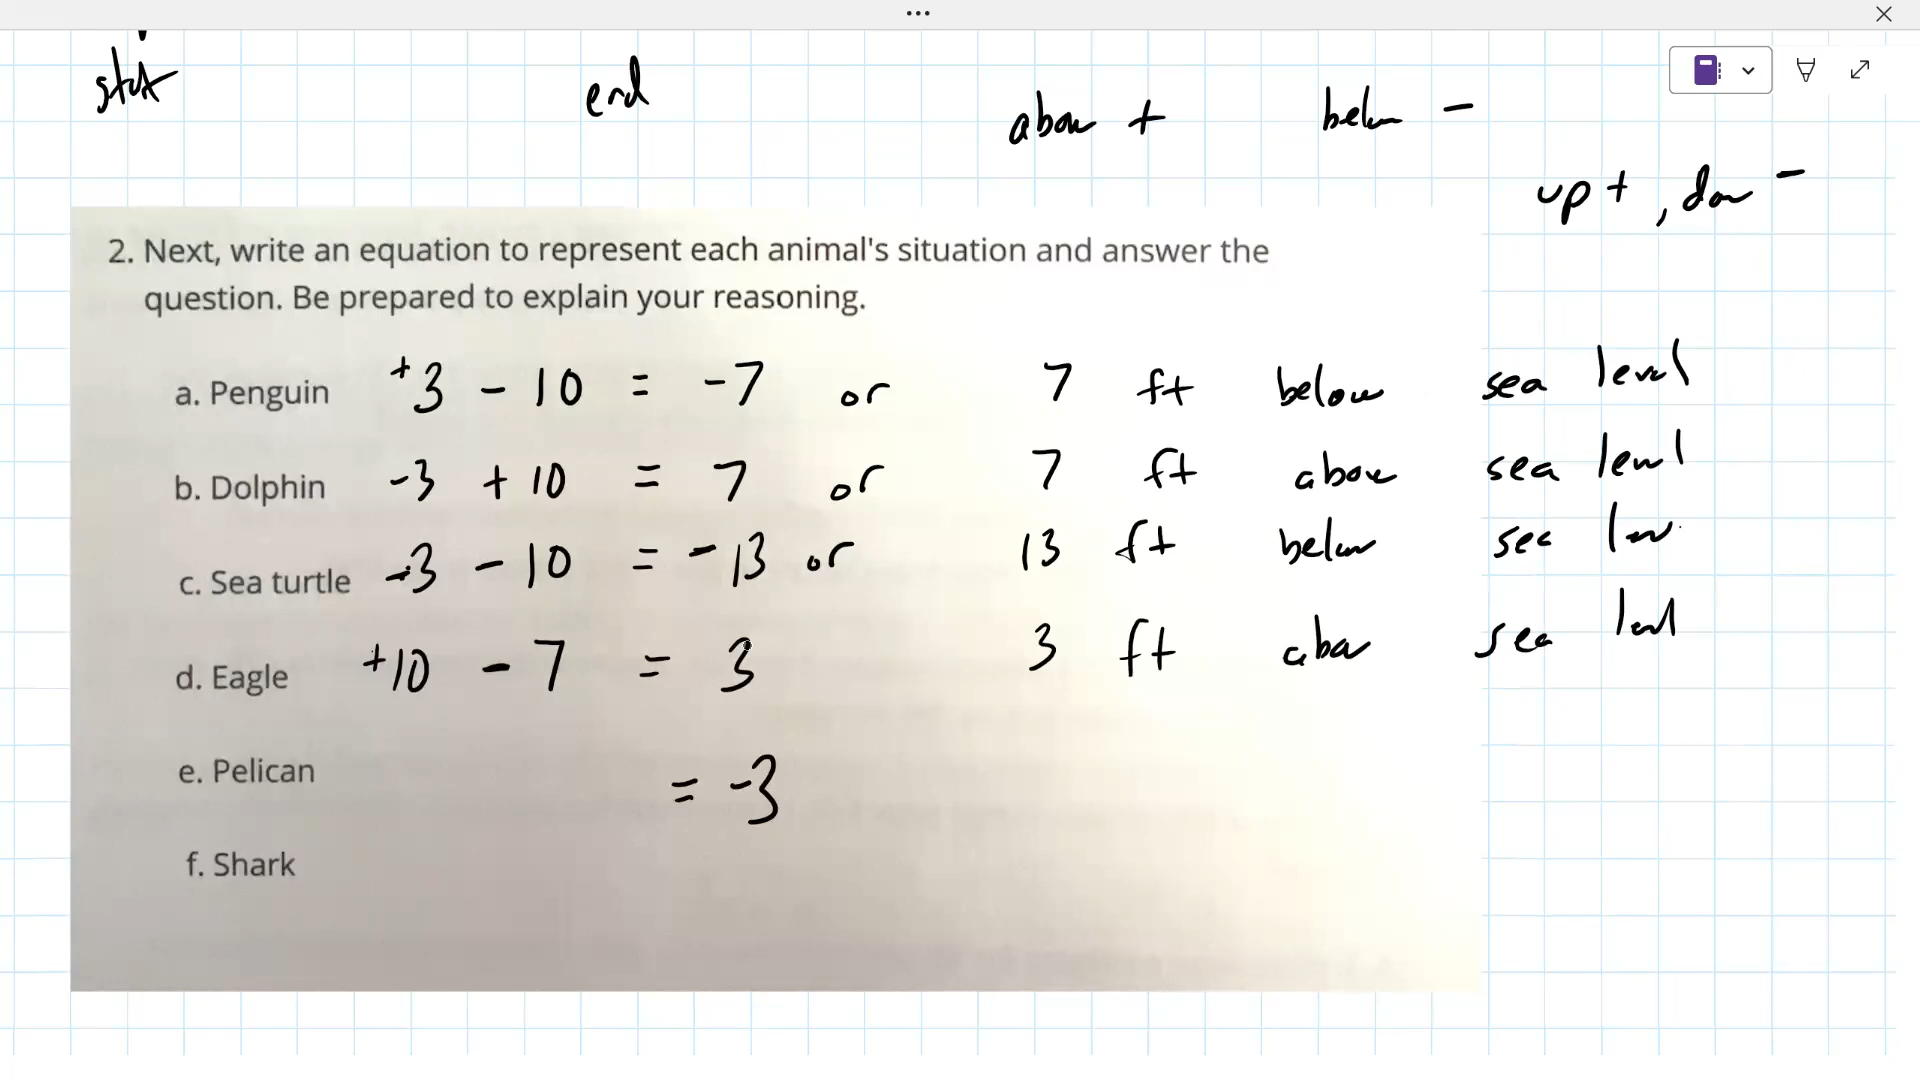 start
end
above +
below -
up +, down -
2. Next, write an equation to represent each animal's situation and answer the
question. Be prepared to explain your reasoning.
a. Penguin +3 - 10 = -7 or 7 ft below sea level
b. Dolphin -3 + 10 = 7 or 7 ft above sea level
c. Sea turtle -3 - 10 = -13 or 13 ft below sea level
d. Eagle +10 - 7 = 3 3 ft above sea level
e. Pelican = -3
f. Shark